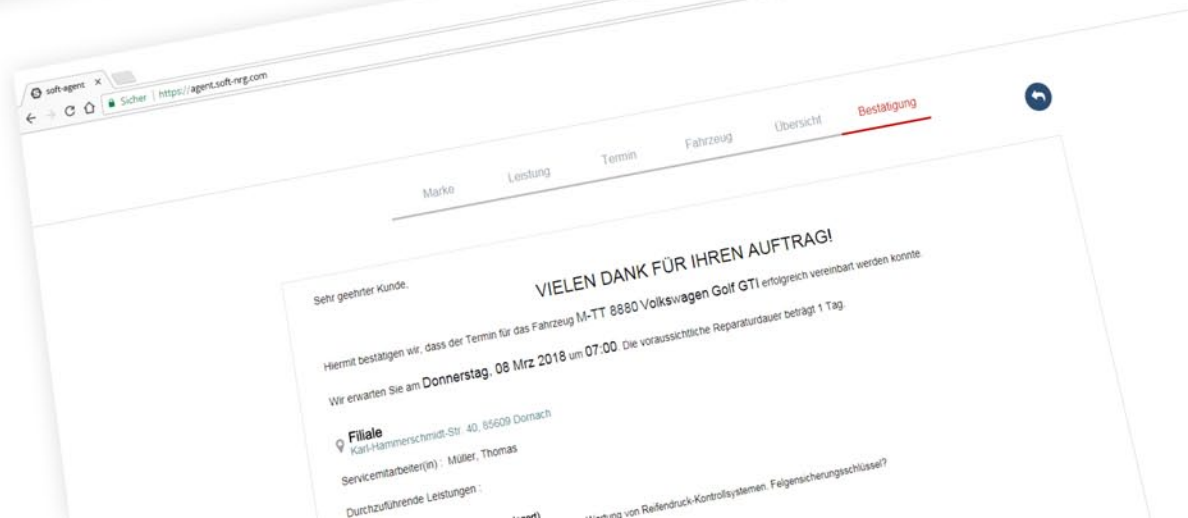 soft-agent x
Sicher | https://agent.soft-nrg.com
Marke Leistung Termin Fahrzeug Übersicht Bestätigung
VIELEN DANK FÜR IHREN AUFTRAG!
Sehr geehrter Kunde,
Hiermit bestätigen wir, dass der Termin für das Fahrzeug M-TT 8880 Volkswagen Golf GTI erfolgreich vereinbart werden konnte.
Wir erwarten Sie am Donnerstag, 08 Mrz 2018 um 07:00. Die voraussichtliche Reparaturdauer beträgt 1 Tag.
Filiale
Karl-Hammerschmidt-Str. 40, 85609 Dornach
Servicemitarbeiter(in) : Müller, Thomas
Durchzuführende Leistungen :
Wartung von Reifendruck-Kontrollsystemen. Felgensicherungsschlüssel?